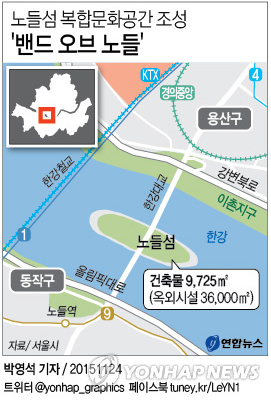 노들섬 복합문화공간 조성
'밴드 오브 노들'
KTX
4
경의중앙
용산구
한강철교
한강대교
강변북로
이촌지구
노들섬
한강
1
동작구
올림픽대로
건축물 9,725㎡
(옥외시설 36,000㎡)
노들역
9
자료/ 서울시
연합뉴스
박영석 기자 / 20151124
YONHAP NEWS
트위터 @yonhap_graphics 페이스북 tuney.kr/LeYN1